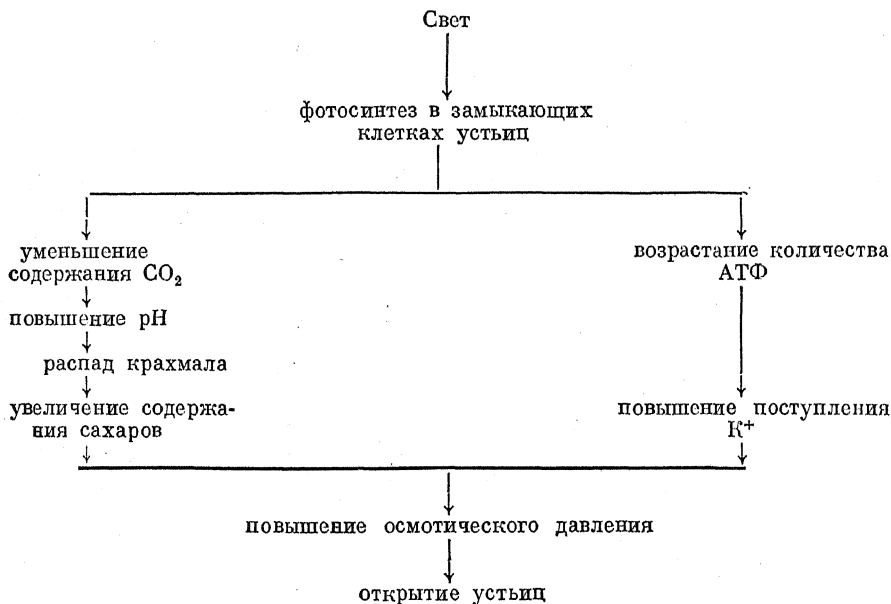 Свет
фотосинтез в замыкающих
клетках устьиц
уменьшение
содержания CO₂
повышение pH
распад крахмала
увеличение содержа-
ния сахаров
возрастание количества
АТФ
повышение поступления
К⁺
повышение осмотического давления
открытие устьиц